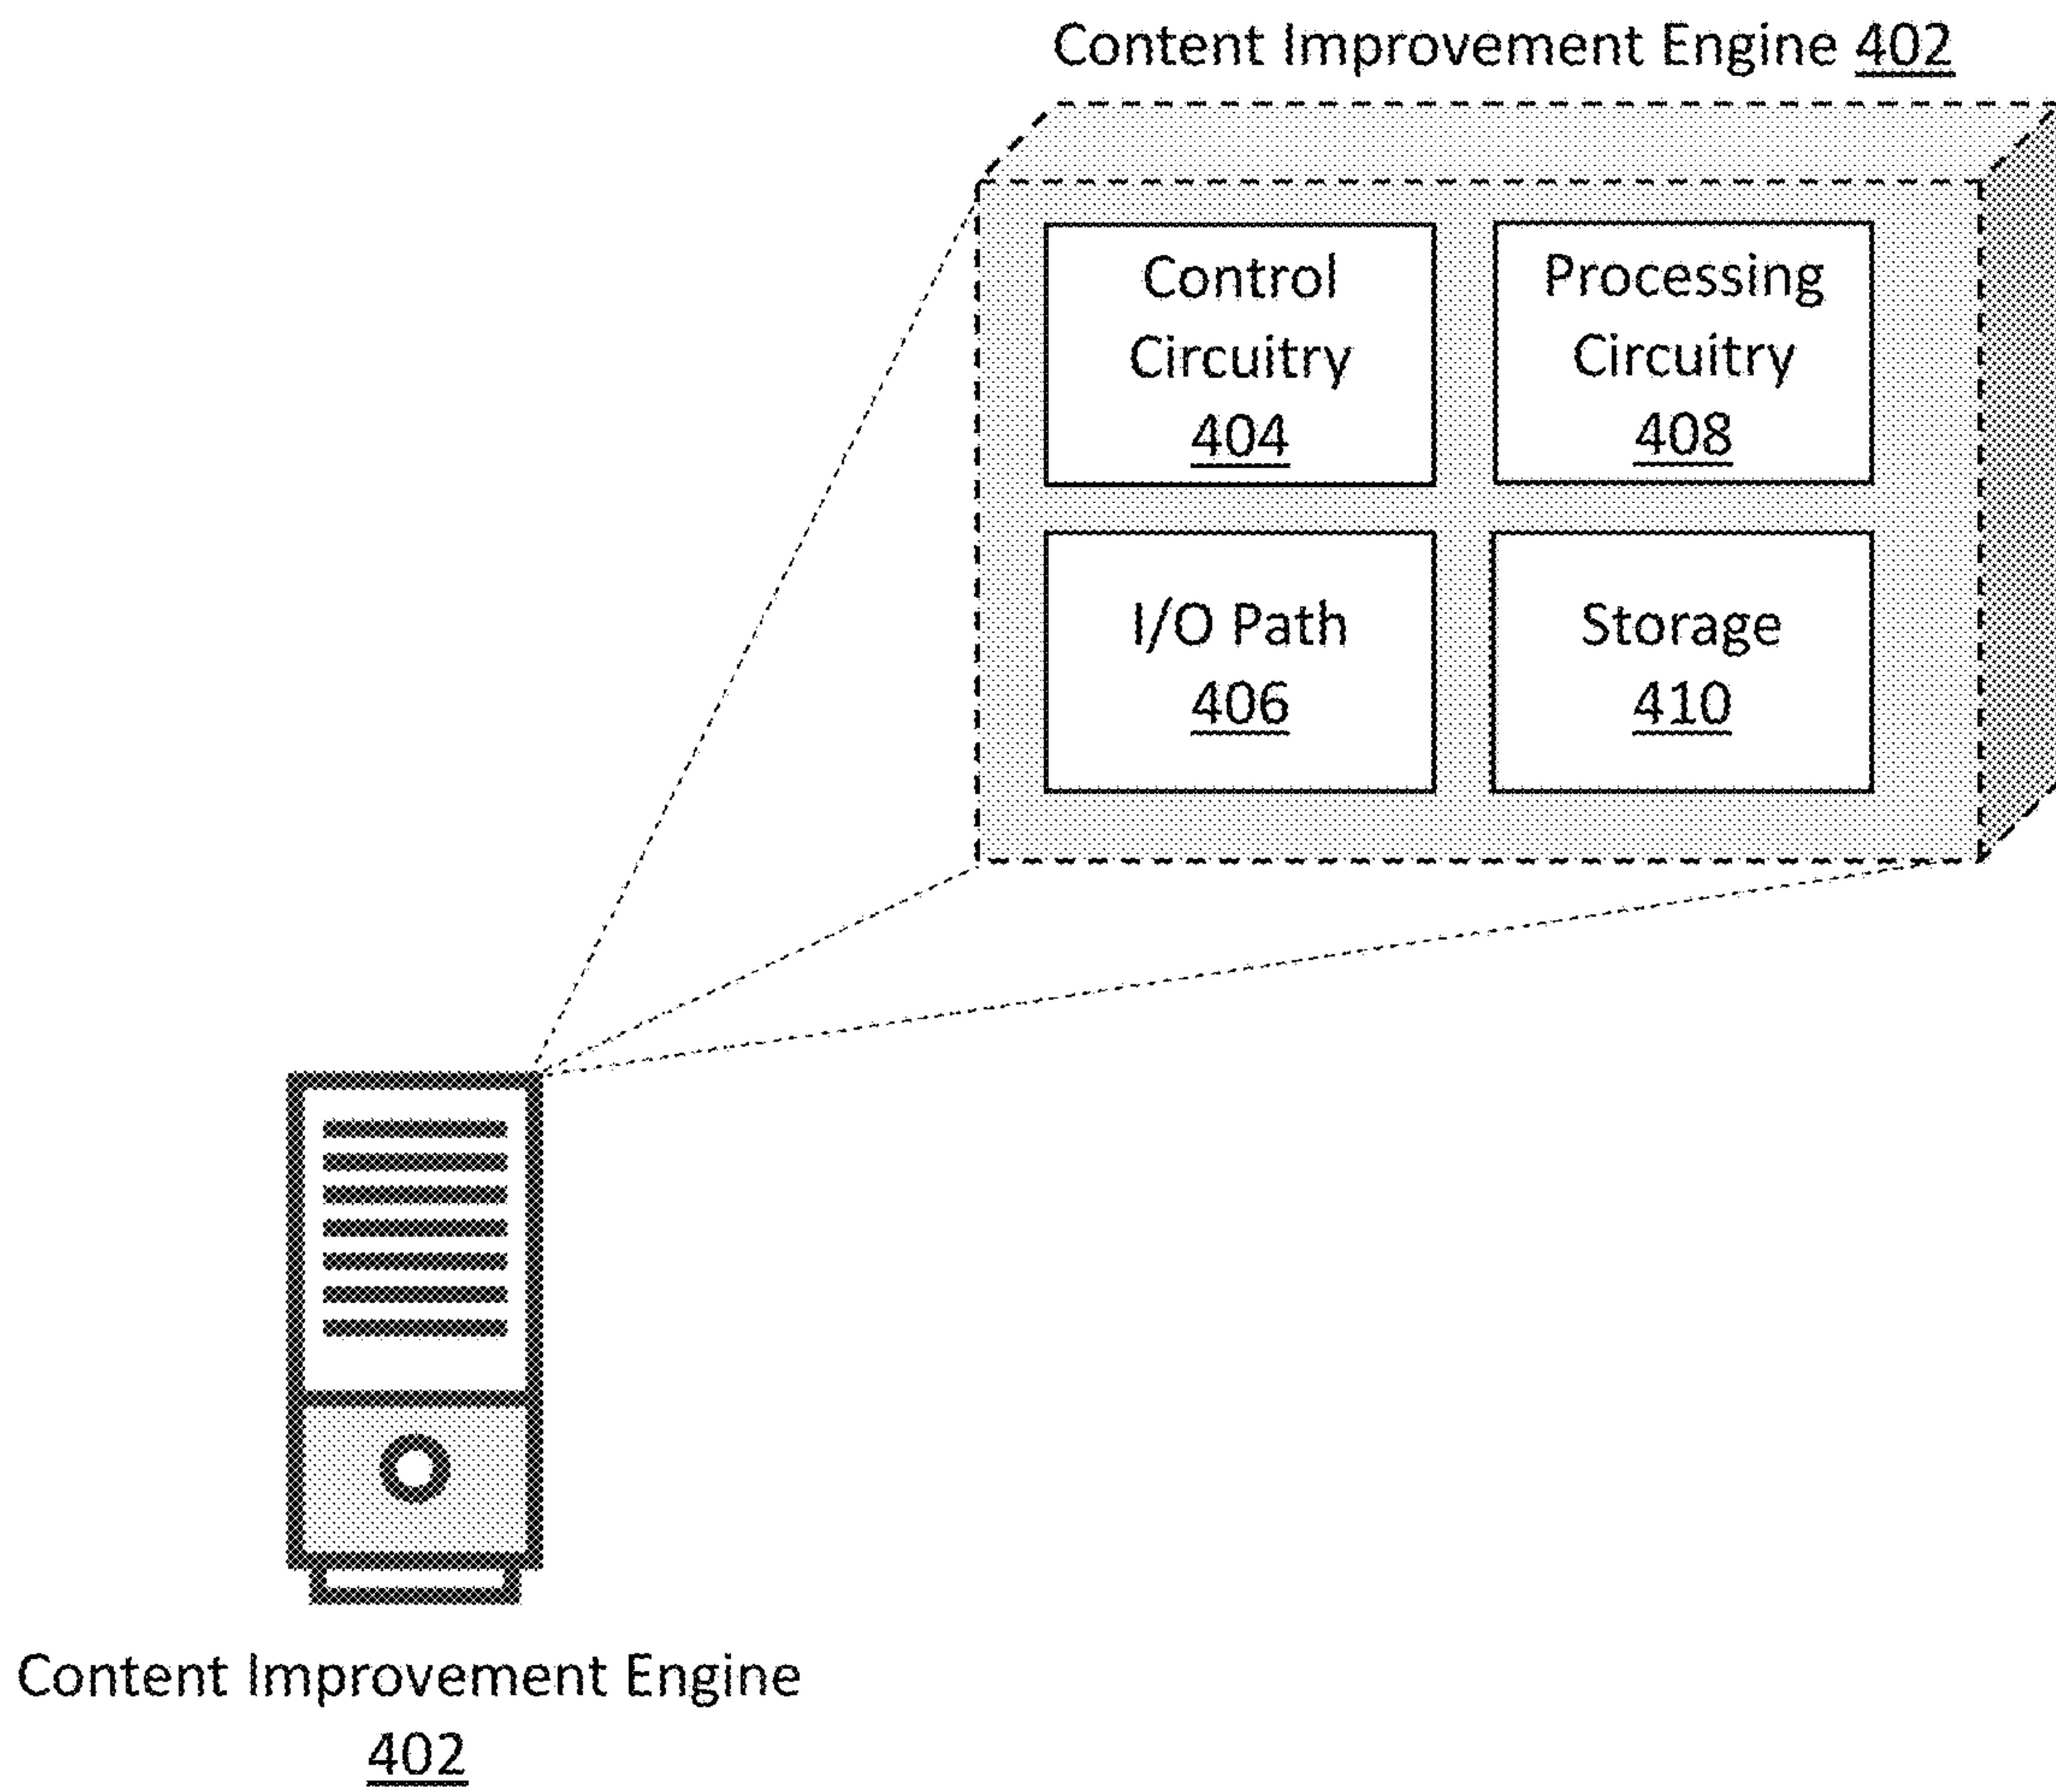 Content Improvement Engine 402
Control
Circuitry
404
Processing
Circuitry
408
I/O Path
406
Storage
410
Content Improvement Engine
402